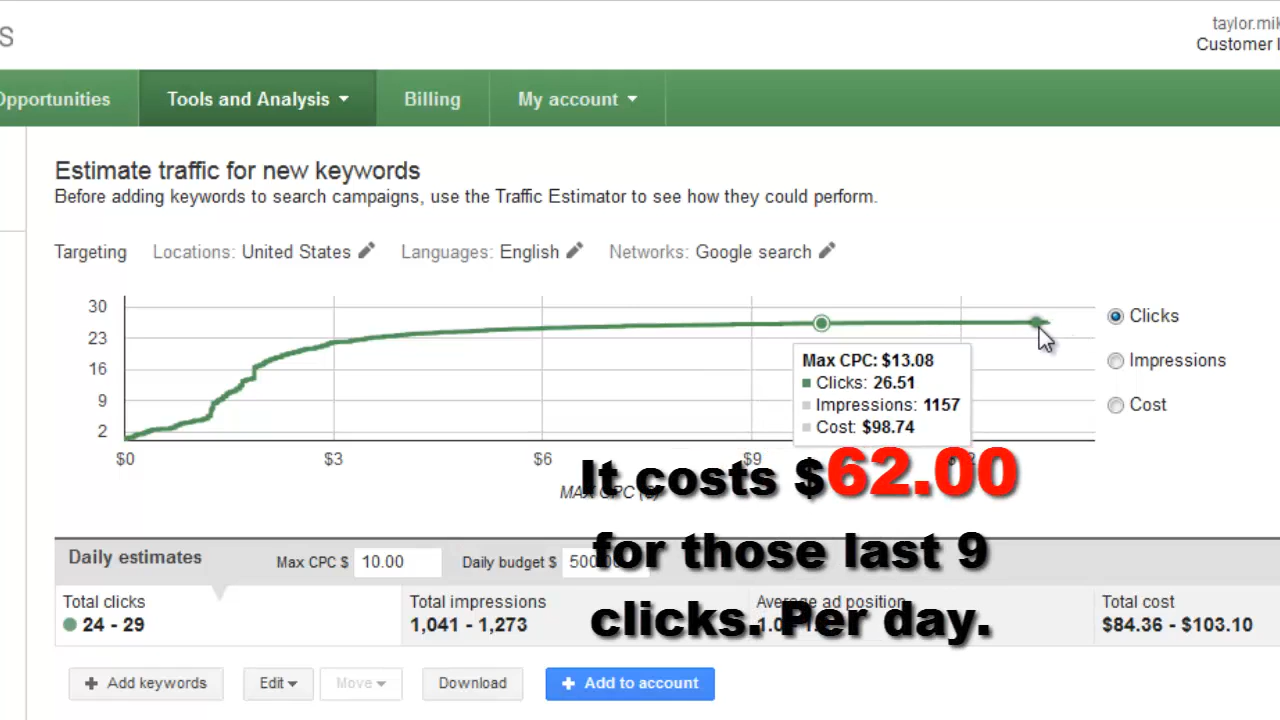 s
taylor.mik
Customer I
Opportunities
Tools and Analysis
Billing
My account
Estimate traffic for new keywords
Before adding keywords to search campaigns, use the Traffic Estimator to see how they could perform.
Targeting Locations: United States Languages: English Networks: Google search
30
23
16
9
2
$0 $3 $6 $9
MAX CPC ($)
Clicks
Impressions
Cost
Max CPC: $13.08
Clicks: 26.51
Impressions: 1157
Cost: $98.74
It costs $62.00
for those last 9
clicks. Per day.
Daily estimates Max CPC $ 10.00 Daily budget $
Total clicks
24 - 29
Total impressions
1,041 - 1,273
Average ad position
Total cost
$84.36 - $103.10
Add keywords
Edit
Move
Download
Add to account